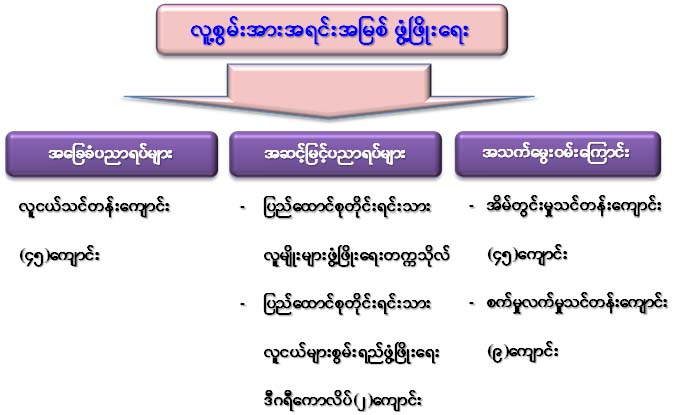 လူ့စွမ်းအားအရင်းအမြစ် ဖွံ့ဖြိုးရေး
အခြေခံပညာရပ်များ
လူငယ်သင်တန်းကျောင်း
(၄၅)ကျောင်း
အဆင့်မြင့်ပညာရပ်များ
- ပြည်ထောင်စုတိုင်းရင်းသား
လူမျိုးများဖွံ့ဖြိုးရေးတက္ကသိုလ်
- ပြည်ထောင်စုတိုင်းရင်းသား
လူငယ်များစွမ်းရည်ဖွံ့ဖြိုးရေး
ဒီဂရီကောလိပ်(၂)ကျောင်း
အသက်မွေးဝမ်းကြောင်း
- အိမ်တွင်းမှုသင်တန်းကျောင်း
(၄၅)ကျောင်း
- စက်မှုလက်မှုသင်တန်းကျောင်း
(၉)ကျောင်း